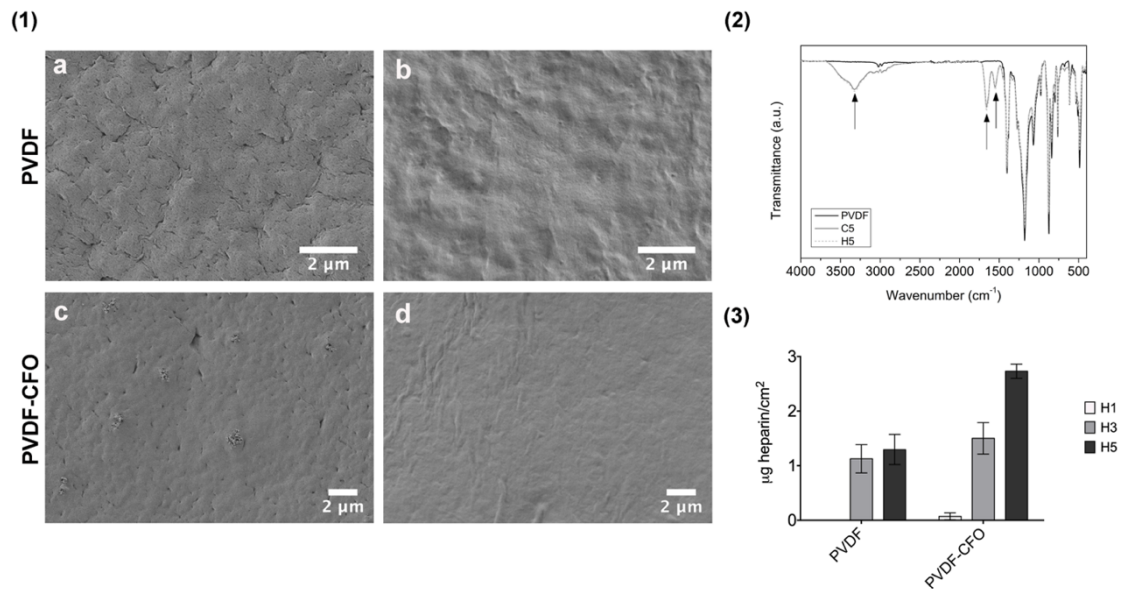 (1)
PVDF
a
2 µm
b
2 µm
PVDF-CFO
c
2 µm
d
2 µm
(2)
Transmittance (a.u.)
PVDF
C5
H5
4000 3500 3000 2500 2000 1500 1000 500
Wavenumber (cm⁻¹)
(3)
µg heparin/cm²
3
2
1
0
PVDF
PVDF-CFO
H1
H3
H5